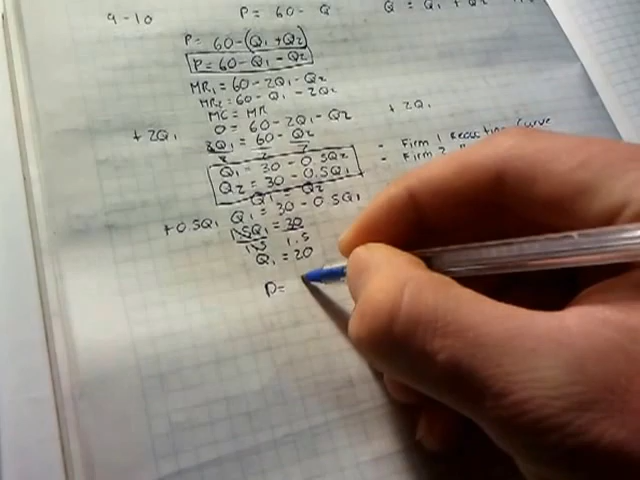 9-10 P= 60- Q Q = Q1 + Q2
P= 60-(Q1 + Q2)
P= 60-Q1 - Q2
MR1 = 60 - 2Q1 - Q2
MR2 = 60 - Q1 - 2Q2
MC = MR
0 = 60 - 2Q1 - Q2 + 2Q1
+ 2Q1 2Q1 = 60 - Q2
2 2 2
Q1 = 30 - 0.5Q2 - Firm 1 Reaction Curve
Q2 = 30 - 0.5Q1 - Firm 2 "
Q1 = Q2
+0.5Q1 Q1 = 30 - 0.5Q1
1.5Q1 = 30
1.5 1.5
Q1 = 20
P=